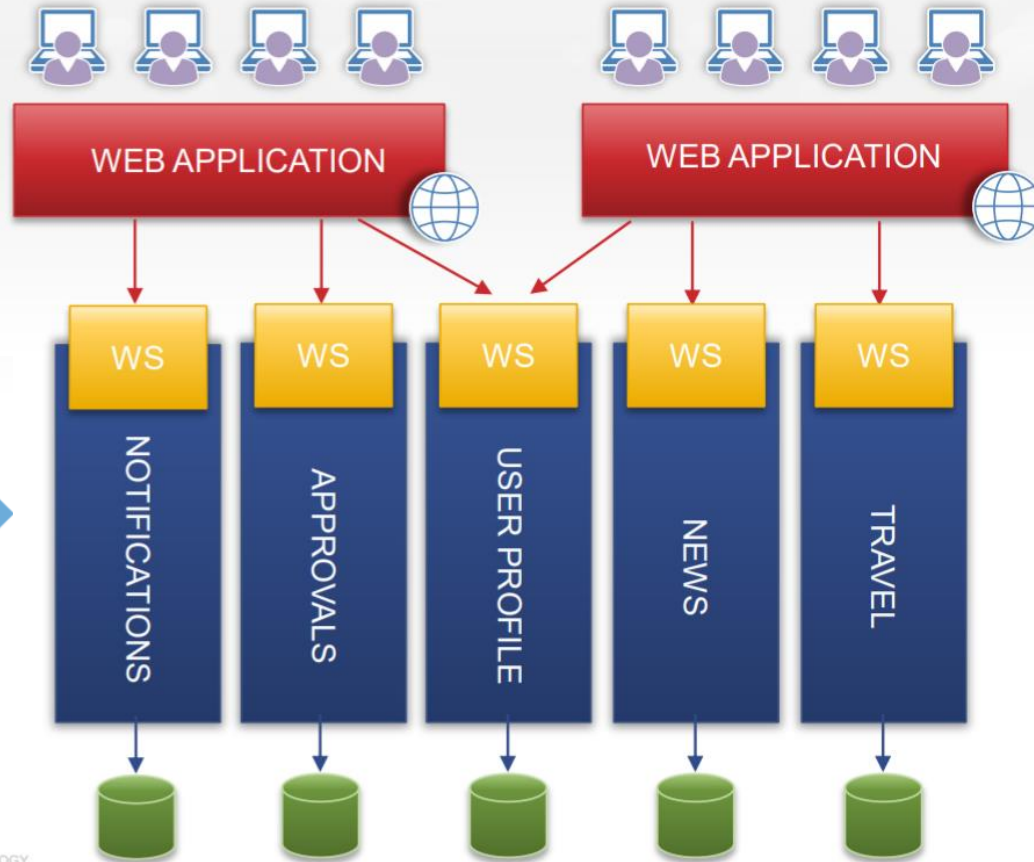 WEB APPLICATION
WEB APPLICATION
WS
WS
WS
WS
WS
NOTIFICATIONS
APPROVALS
USER PROFILE
NEWS
TRAVEL